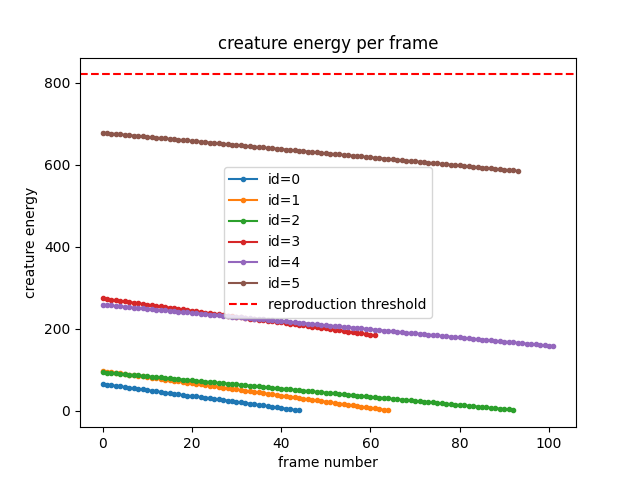 creature energy per frame
creature energy
800
600
400
200
0
id=0
id=1
id=2
id=3
id=4
id=5
reproduction threshold
0 20 40 60 80 100
frame number